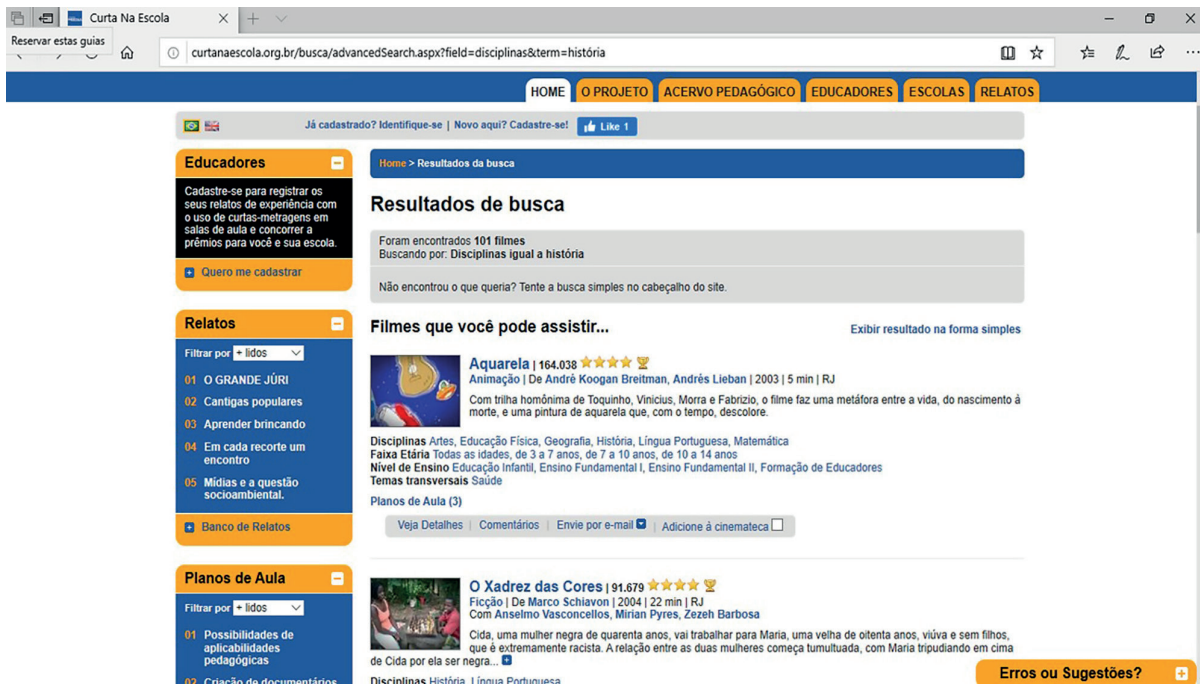 Curta Na Escola
Reservar estas guias
curtanaescola.org.br/busca/advancedSearch.aspx?field=disciplinas&term=história
HOME O PROJETO ACERVO PEDAGÓGICO EDUCADORES ESCOLAS RELATOS
Já cadastrado? Identifique-se | Novo aqui? Cadastre-se! Like 1
Educadores
Cadastre-se para registrar os
seus relatos de experiência com
o uso de curtas-metragens em
salas de aula e concorrer a
prêmios para você e sua escola.
Quero me cadastrar
Relatos
Filtrar por + lidos
01 O GRANDE JÚRI
02 Cantigas populares
03 Aprender brincando
04 Em cada recorte um
encontro
05 Mídias e a questão
socioambiental.
Banco de Relatos
Planos de Aula
Filtrar por + lidos
01 Possibilidades de
aplicabilidades
pedagógicas
02 Criação de documentários
Home > Resultados da busca
Resultados de busca
Foram encontrados 101 filmes
Buscando por: Disciplinas igual a história
Não encontrou o que queria? Tente a busca simples no cabeçalho do site.
Filmes que você pode assistir...
Exibir resultado na forma simples
Aquarela | 164.038
Animação | De André Koogan Breitman, Andrés Lieban | 2003 | 5 min | RJ
Com trilha homônima de Toquinho, Vinicius, Morra e Fabrizio, o filme faz uma metáfora entre a vida, do nascimento à
morte, e uma pintura de aquarela que, com o tempo, descolore.
Disciplinas Artes, Educação Física, Geografia, História, Língua Portuguesa, Matemática
Faixa Etária Todas as idades, de 3 a 7 anos, de 7 a 10 anos, de 10 a 14 anos
Nível de Ensino Educação Infantil, Ensino Fundamental I, Ensino Fundamental II, Formação de Educadores
Temas transversais Saúde
Planos de Aula (3)
Veja Detalhes | Comentários | Envie por e-mail | Adicione à cinemateca
O Xadrez das Cores | 91.679
Ficção | De Marco Schiavon | 2004 | 22 min | RJ
Com Anselmo Vasconcellos, Mirian Pyres, Zezeh Barbosa
Cida, uma mulher negra de quarenta anos, vai trabalhar para Maria, uma velha de oitenta anos, viúva e sem filhos,
que é extremamente racista. A relação entre as duas mulheres começa tumultuada, com Maria tripudiando em cima
de Cida por ela ser negra...
Disciplinas História, Língua Portuguesa
Erros ou Sugestões?